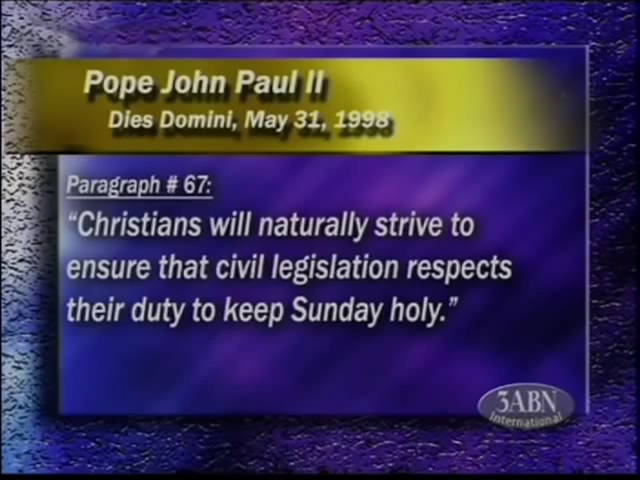 Pope John Paul II
Dies Domini, May 31, 1998
Paragraph # 67:
“Christians will naturally strive to
ensure that civil legislation respects
their duty to keep Sunday holy.”
3ABN
International